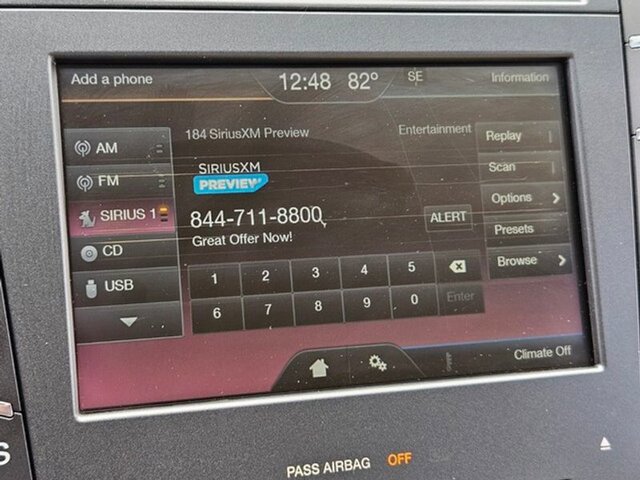 Add a phone 12:48 82° SE Information
184 SiriusXM Preview Entertainment
AM
FM
SIRIUS 1
CD
USB
SIRIUSXM
PREVIEW
844-711-8800
Great Offer Now!
ALERT
1 2 3 4 5
6 7 8 9 0 Enter
Replay
Scan
Options
Presets
Browse
Climate Off
PASS AIRBAG OFF
S